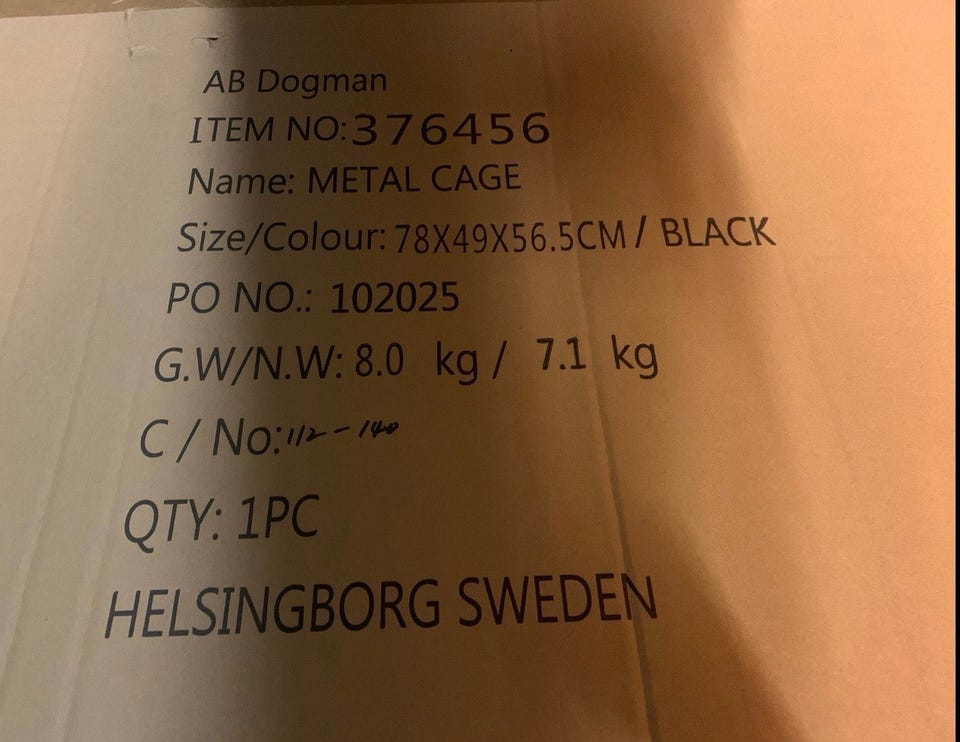 AB Dogman
ITEM NO:376456
Name: METAL CAGE
Size/Colour: 78X49X56.5CM / BLACK
PO NO.: 102025
G.W/N.W: 8.0 kg / 7.1 kg
C / No: 112 - 140
QTY: 1PC
HELSINGBORG SWEDEN